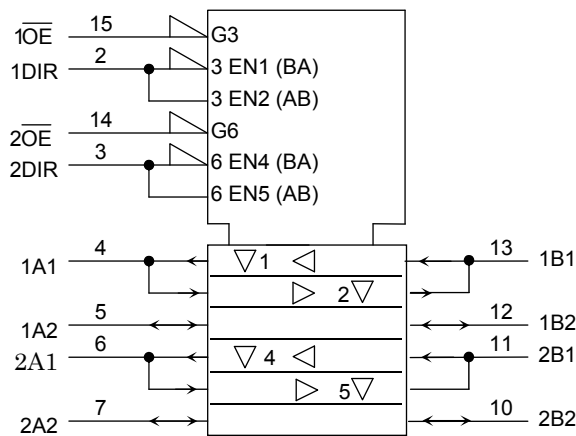 1OE 15 G3
1DIR 2 3 EN1 (BA)
3 EN2 (AB)
2OE 14 G6
2DIR 3 6 EN4 (BA)
6 EN5 (AB)
1A1 4 1 13 1B1
2
1A2 5 12 1B2
2A1 6 4 11 2B1
5
2A2 7 10 2B2